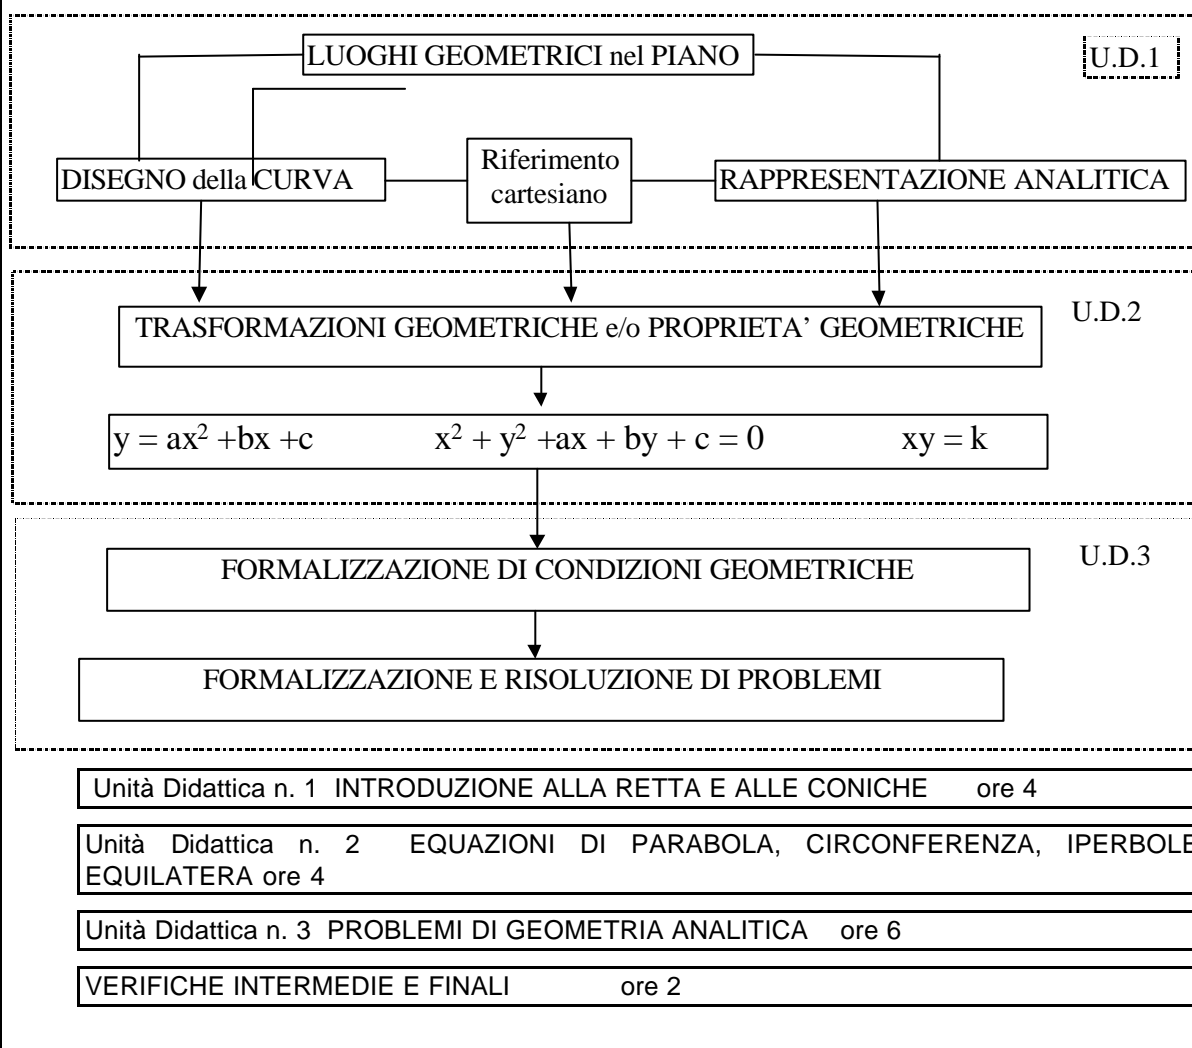 LUOGHI GEOMETRICI nel PIANO
U.D.1
DISEGNO della CURVA
Riferimento
cartesiano
RAPPRESENTAZIONE ANALITICA
TRASFORMAZIONI GEOMETRICHE e/o PROPRIETA’ GEOMETRICHE
U.D.2
y = ax² +bx +c
x² + y² +ax + by + c = 0
xy = k
FORMALIZZAZIONE DI CONDIZIONI GEOMETRICHE
U.D.3
FORMALIZZAZIONE E RISOLUZIONE DI PROBLEMI
Unità Didattica n. 1 INTRODUZIONE ALLA RETTA E ALLE CONICHE ore 4
Unità Didattica n. 2 EQUAZIONI DI PARABOLA, CIRCONFERENZA, IPERBOLE
EQUILATERA ore 4
Unità Didattica n. 3 PROBLEMI DI GEOMETRIA ANALITICA ore 6
VERIFICHE INTERMEDIE E FINALI ore 2